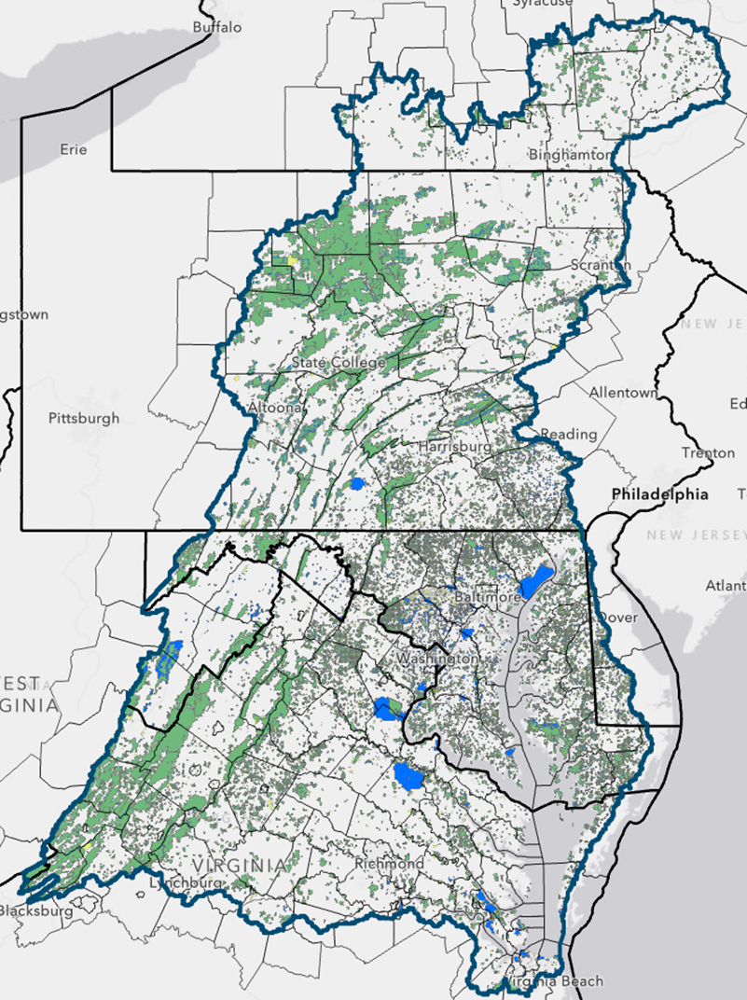 Syracuse
Buffalo
Erie
Binghamton
Scranton
gstown
NEW JE
State College
Allentown
Altoona
Ed
Pittsburgh
Reading
Harrisburg
Trenton
Philadelphia
T
NEW JERSEY
Atlant
Baltimore
Dover
Washington
EST
GINIA
VIRGINIA
Richmond
Lynchburg
Blacksburg
Virginia Beach